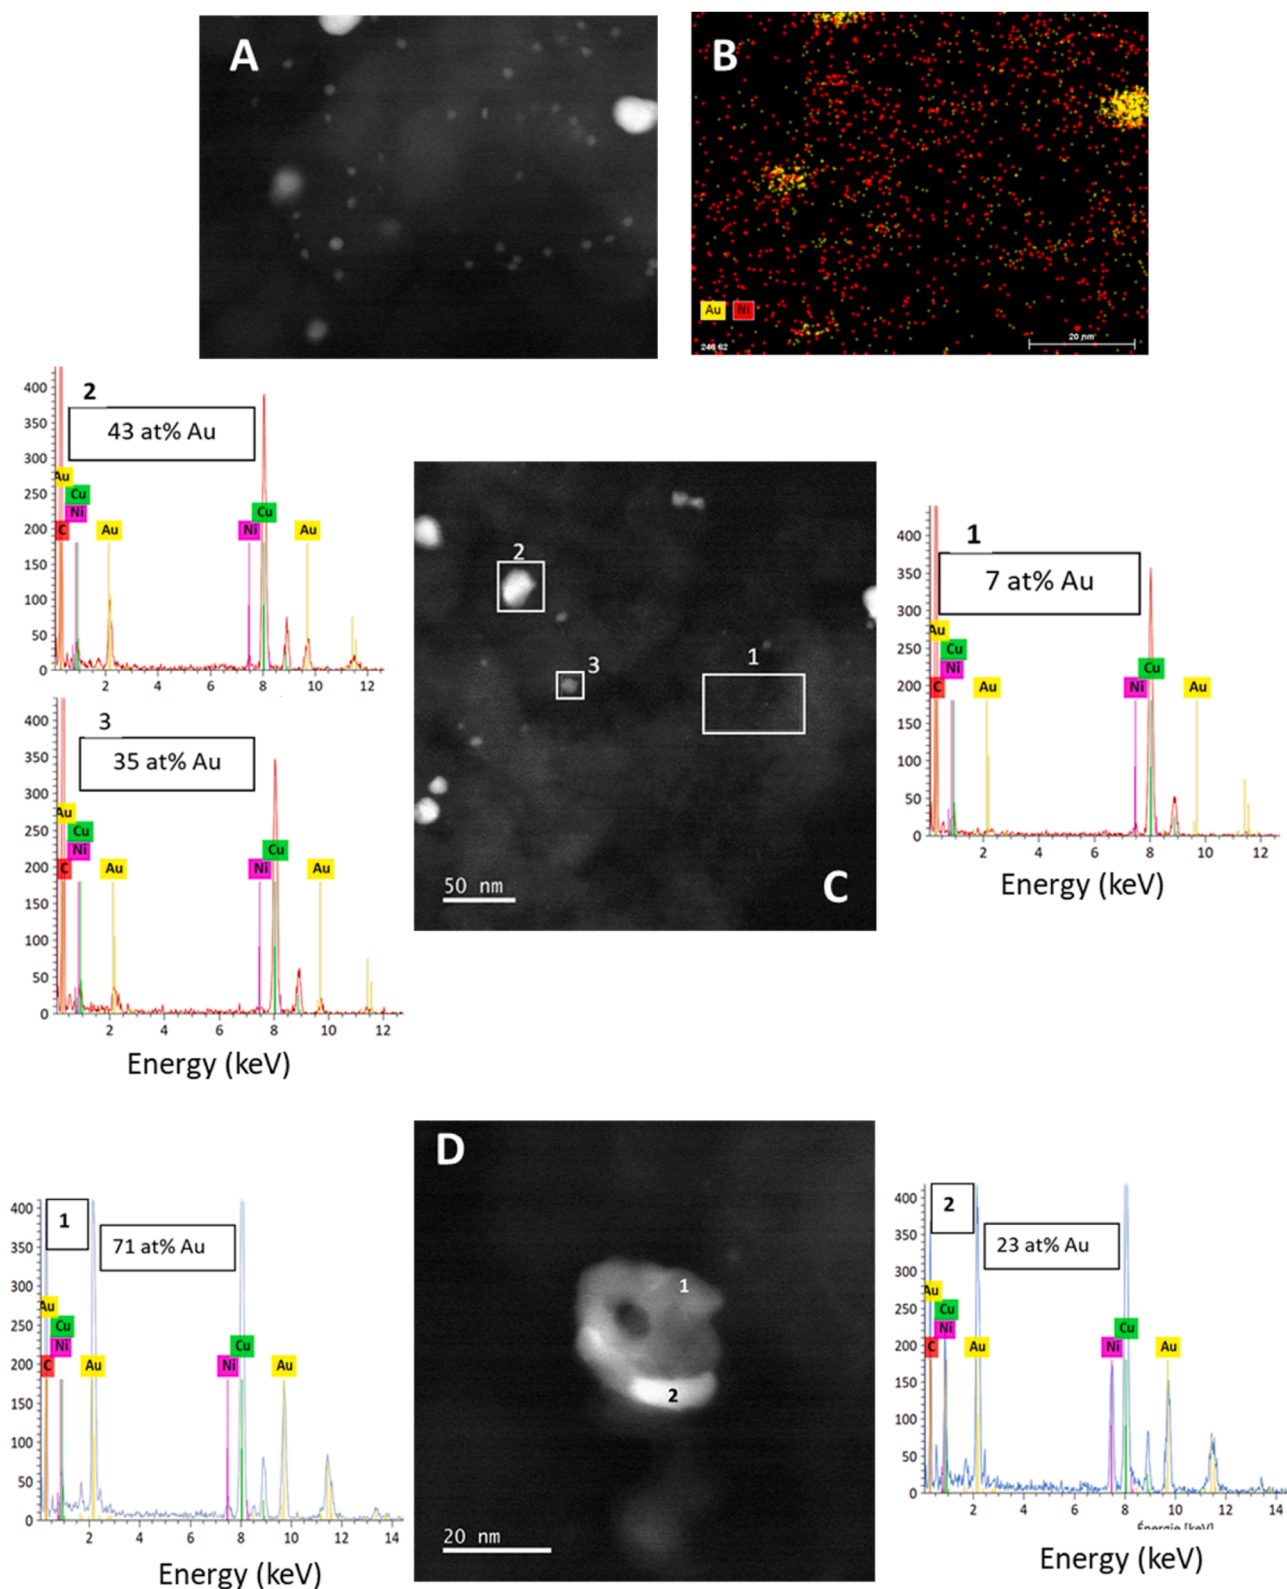 A
B
Au Ni
246 62
20 nm
2
43 at% Au
400
350
300
250
200
150
100
50
0
Au
Cu
Ni
C
Au
Ni
Cu
Au
2 4 6 8 10 12
3
35 at% Au
400
350
300
250
200
150
100
50
0
Au
Cu
Ni
C
Au
Ni
Cu
Au
2 4 6 8 10 12
Energy (keV)
2
3
1
50 nm
C
1
7 at% Au
400
350
300
250
200
150
100
50
0
Au
Cu
Ni
C
Au
Ni
Cu
Au
2 4 6 8 10 12
Energy (keV)
1
71 at% Au
400
350
300
250
200
150
100
50
0
Au
Cu
Ni
C
Au
Ni
Cu
Au
2 4 6 8 10 12 14
Energy (keV)
D
1
2
20 nm
2
23 at% Au
400
350
300
250
200
150
100
50
0
Au
Cu
Ni
C
Au
Ni
Cu
Au
2 4 6 8 10 12 14
Énergie [keV]
Energy (keV)